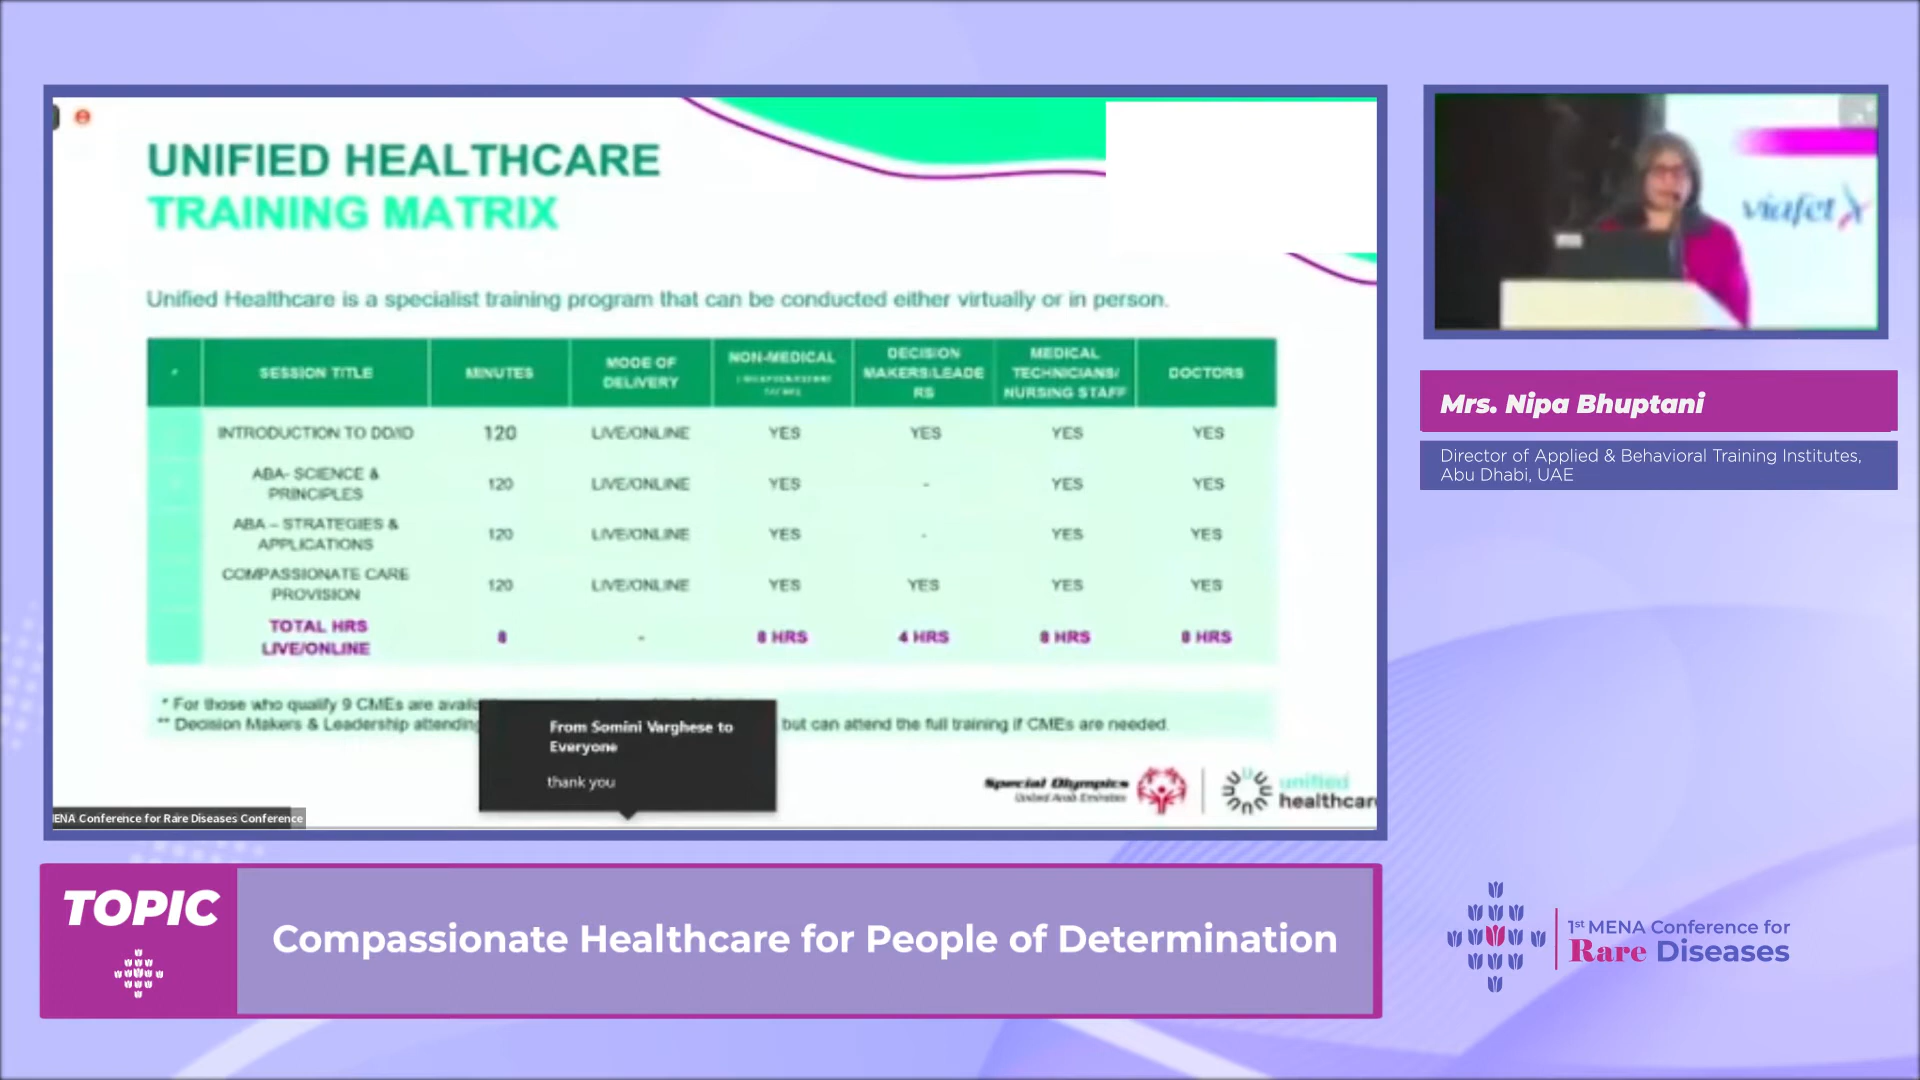 UNIFIED HEALTHCARE
TRAINING MATRIX
Unified Healthcare is a specialist training program that can be conducted either virtually or in person.
SESSION TITLE MINUTES MODE OF DELIVERY NON-MEDICAL DECISION MAKERS/LEADERS MEDICAL TECHNICIANS/ NURSING STAFF DOCTORS
INTRODUCTION TO DD/ID 120 LIVE/ONLINE YES YES YES YES
ABA- SCIENCE & PRINCIPLES 120 LIVE/ONLINE YES - YES YES
ABA – STRATEGIES & APPLICATIONS 120 LIVE/ONLINE YES - YES YES
COMPASSIONATE CARE PROVISION 120 LIVE/ONLINE YES YES YES YES
TOTAL HRS LIVE/ONLINE 8 - 8 HRS 4 HRS 8 HRS 8 HRS
* For those who qualify 9 CMEs are
** Decision Makers & Leadership attending but can attend the full training if CMEs are needed.
From Somini Varghese to
Everyone
thank you
Special Olympics
United Arab Emirates
unified
healthcar
ENA Conference for Rare Diseases Conference
viafet
Mrs. Nipa Bhuptani
Director of Applied & Behavioral Training Institutes,
Abu Dhabi, UAE
TOPIC
Compassionate Healthcare for People of Determination
1st MENA Conference for
Rare Diseases